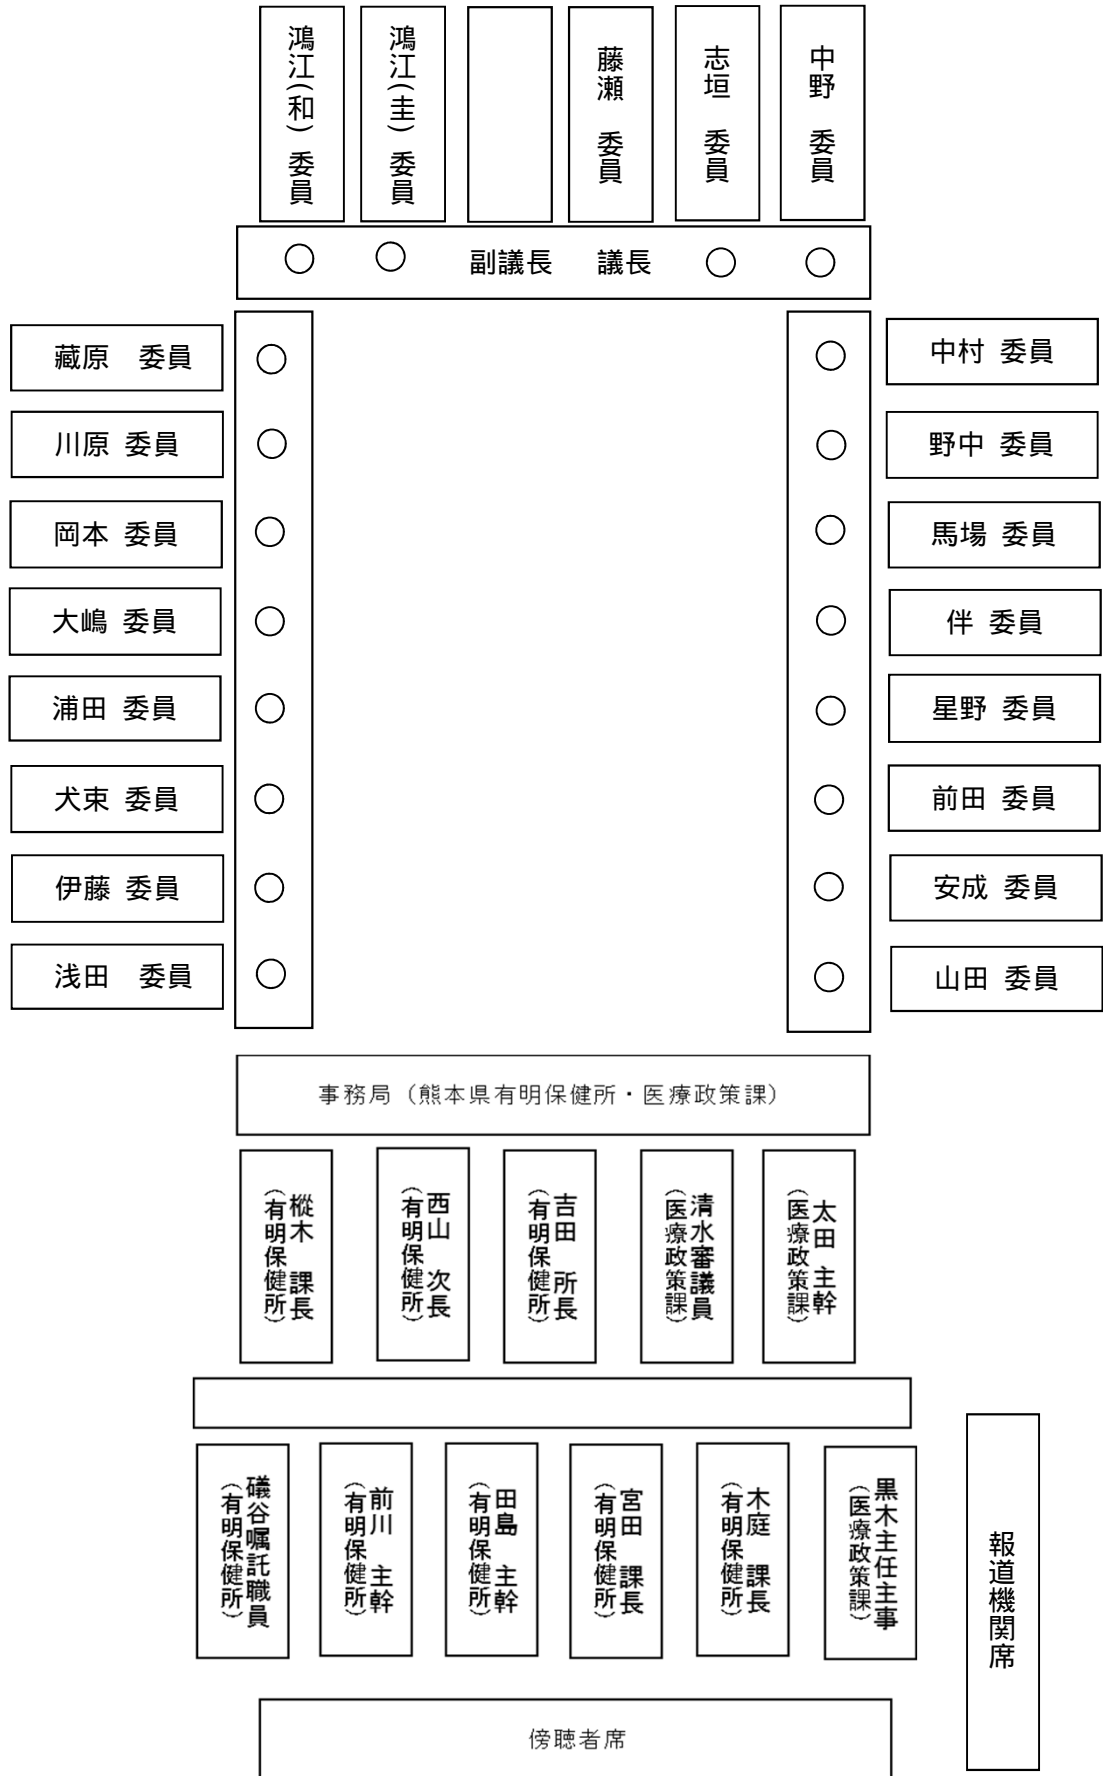 鴻江(和) 委員
鴻江(圭) 委員
藤瀬 委員
志垣 委員
中野 委員
副議長 議長
藏原 委員
川原 委員
岡本 委員
大嶋 委員
浦田 委員
犬束 委員
伊藤 委員
浅田 委員
中村 委員
野中 委員
馬場 委員
伴 委員
星野 委員
前田 委員
安成 委員
山田 委員
事務局(熊本県有明保健所・医療政策課)
樅木 課長
(有明保健所)
西山 次長
(有明保健所)
吉田 所長
(有明保健所)
清水審議員
(医療政策課)
太田 主幹
(医療政策課)
礒谷嘱託職員
(有明保健所)
前川 主幹
(有明保健所)
田島 主幹
(有明保健所)
宮田 課長
(有明保健所)
木庭 課長
(有明保健所)
黒木主任主事
(医療政策課)
報道機関席
傍聴者席